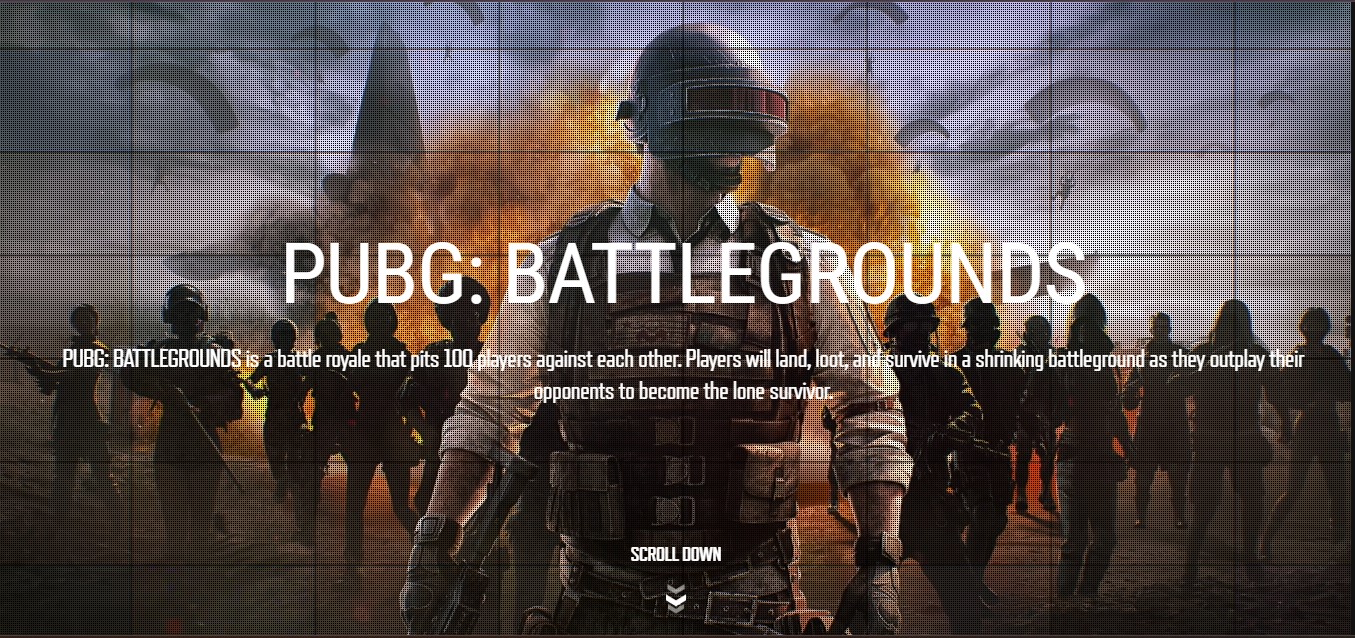 PUBG: BATTLEGROUNDS
PUBG: BATTLEGROUNDS is a battle royale that pits 100 players against each other. Players will land, loot, and survive in a shrinking battleground as they outplay their
opponents to become the lone survivor.
SCROLL DOWN